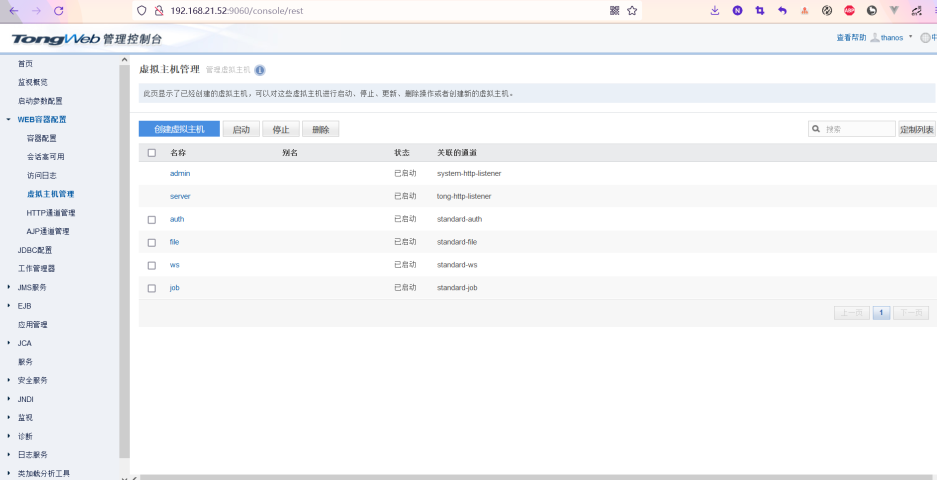 192.168.21.52:9060/console/rest
TongWeb 管理控制台
查看帮助 thanos 中
首页
监视概览
启动参数配置
WEB容器配置
容器配置
会话高可用
访问日志
虚拟主机管理
HTTP通道管理
AJP通道管理
JDBC配置
工作管理器
JMS服务
EJB
应用管理
JCA
服务
安全服务
JNDI
监视
诊断
日志服务
类加载分析工具
虚拟主机管理 管理虚拟主机
此页显示了已经创建的虚拟主机，可以对这些虚拟主机进行启动、停止、更新、删除操作或者创建新的虚拟主机。
创建虚拟主机 启动 停止 删除 搜索 定制列表
名称 别名 状态 关联的通道
admin 已启动 system-http-listener
server 已启动 tong-http-listener
auth 已启动 standard-auth
file 已启动 standard-file
ws 已启动 standard-ws
job 已启动 standard-job
上一页 1 下一页